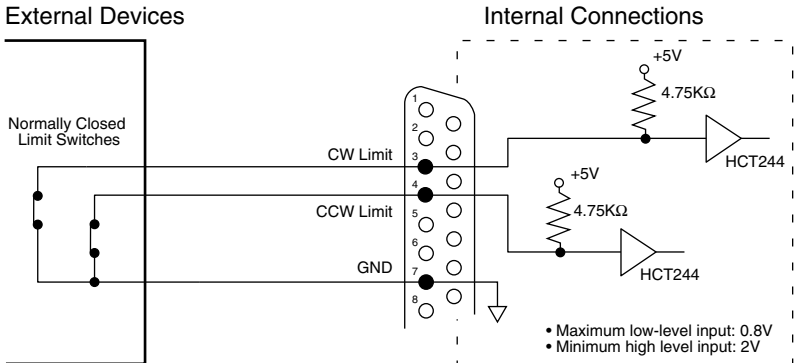 External Devices
Internal Connections
+5V
4.75KΩ
HCT244
Normally Closed
Limit Switches
CW Limit
CCW Limit
GND
1
2
3
4
5
6
7
8
+5V
4.75KΩ
HCT244
• Maximum low-level input: 0.8V
• Minimum high level input: 2V